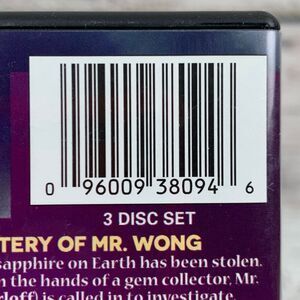 0 96009 38094 6
3 DISC SET
TERY OF MR. WONG
sapphire on Earth has been stolen.
n the hands of a gem collector, Mr.
rloff) is called in to investigate